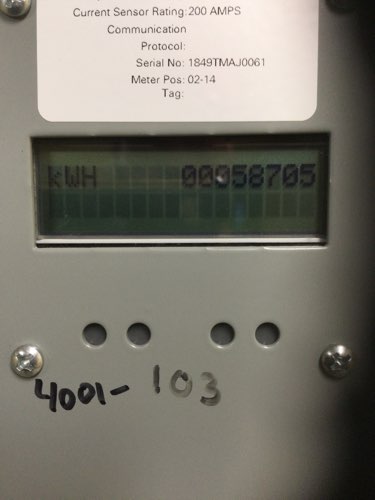 Current Sensor Rating: 200 AMPS
Communication
Protocol:
Serial No: 1849TMAJ0061
Meter Pos: 02-14
Tag:
kWH 00058705
4001-103